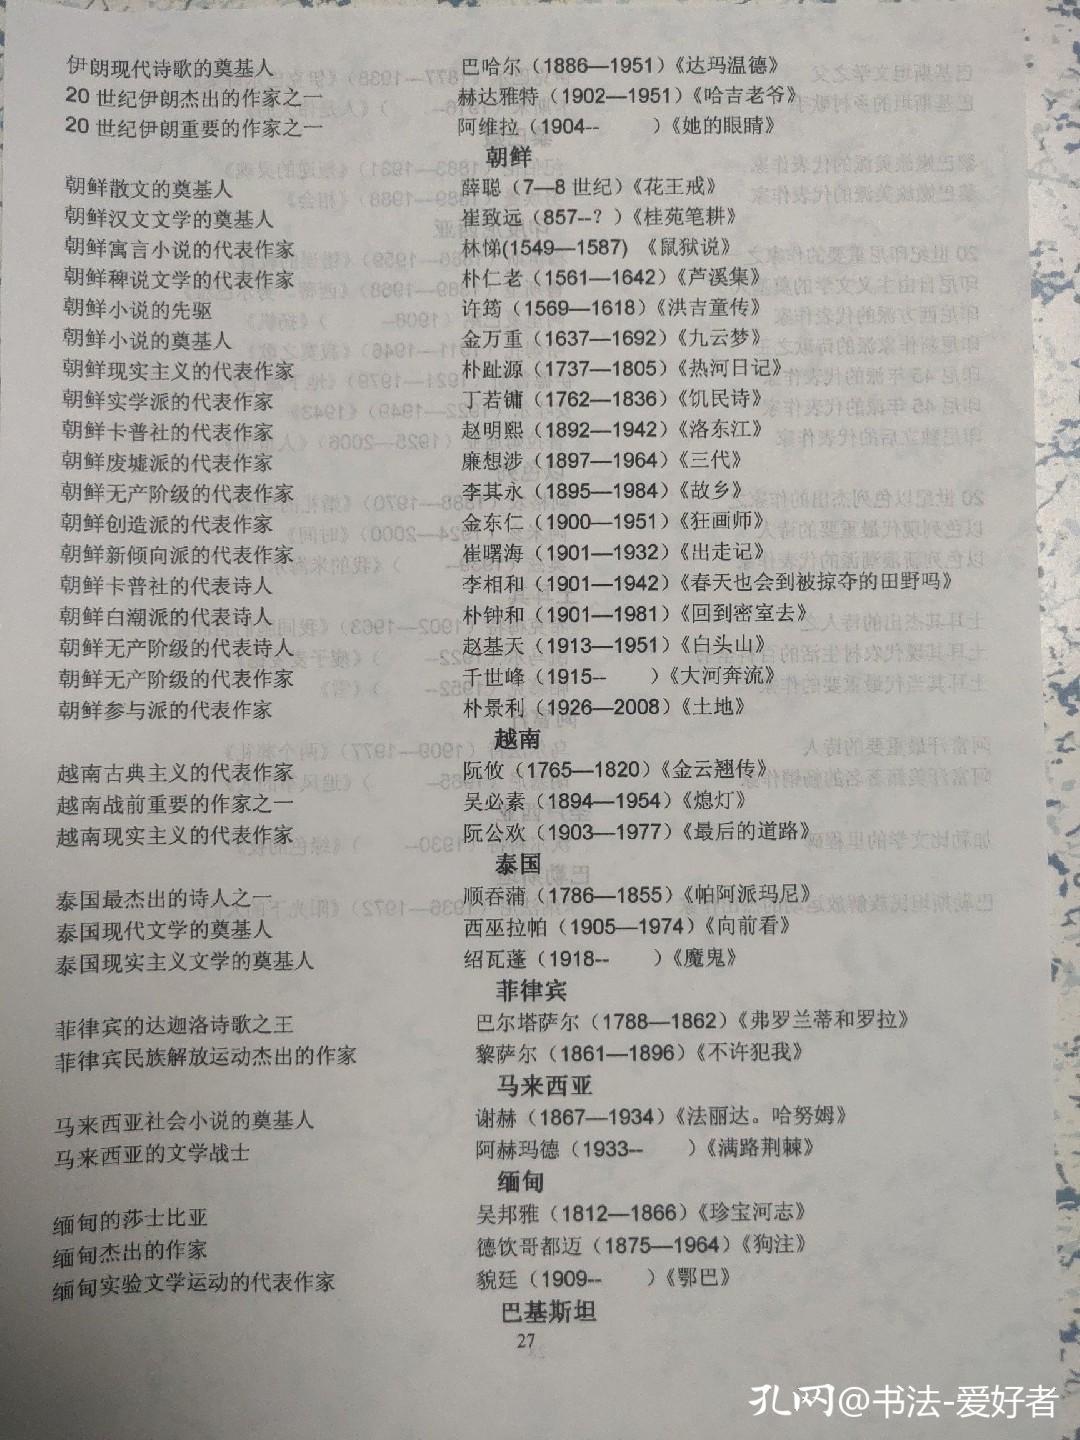 伊朗现代诗歌的奠基人 巴哈尔（1886—1951）《达玛温德》
20 世纪伊朗杰出的作家之一 赫达雅特（1902—1951）《哈吉老爷》
20 世纪伊朗重要的作家之一 阿维拉（1904-- ）《她的眼睛》
朝鲜
朝鲜散文的奠基人 薛聪（7—8 世纪）《花王戒》
朝鲜汉文文学的奠基人 崔致远（857--？）《桂苑笔耕》
朝鲜寓言小说的代表作家 林悌(1549—1587) 《鼠狱说》
朝鲜稗说文学的代表作家 朴仁老（1561—1642）《芦溪集》
朝鲜小说的先驱 许筠（1569—1618）《洪吉童传》
朝鲜小说的奠基人 金万重（1637—1692）《九云梦》
朝鲜现实主义的代表作家 朴趾源（1737—1805）《热河日记》
朝鲜实学派的代表作家 丁若镛（1762—1836）《饥民诗》
朝鲜卡普社的代表作家 赵明熙（1892—1942）《洛东江》
朝鲜废墟派的代表作家 廉想涉（1897—1964）《三代》
朝鲜无产阶级的代表作家 李其永（1895—1984）《故乡》
朝鲜创造派的代表作家 金东仁（1900—1951）《狂画师》
朝鲜新倾向派的代表作家 崔曙海（1901—1932）《出走记》
朝鲜卡普社的代表诗人 李相和（1901—1942）《春天也会到被掠夺的田野吗》
朝鲜白潮派的代表诗人 朴钟和（1901—1981）《回到密室去》
朝鲜无产阶级的代表诗人 赵基天（1913—1951）《白头山》
朝鲜无产阶级的代表作家 千世峰（1915-- ）《大河奔流》
朝鲜参与派的代表作家 朴景利（1926—2008）《土地》
越南
越南古典主义的代表作家 阮攸（1765—1820）《金云翘传》
越南战前重要的作家之一 吴必素（1894—1954）《熄灯》
越南现实主义的代表作家 阮公欢（1903—1977）《最后的道路》
泰国
泰国最杰出的诗人之一 顺吞蒲（1786—1855）《帕阿派玛尼》
泰国现代文学的奠基人 西巫拉帕（1905—1974）《向前看》
泰国现实主义文学的奠基人 绍瓦蓬（1918-- ）《魔鬼》
菲律宾
菲律宾的达迦洛诗歌之王 巴尔塔萨尔（1788—1862）《弗罗兰蒂和罗拉》
菲律宾民族解放运动杰出的作家 黎萨尔（1861—1896）《不许犯我》
马来西亚
马来西亚社会小说的奠基人 谢赫（1867—1934）《法丽达。哈努姆》
马来西亚的文学战士 阿赫玛德（1933-- ）《满路荆棘》
缅甸
缅甸的莎士比亚 吴邦雅（1812—1866）《珍宝河志》
缅甸杰出的作家 德饮哥都迈（1875—1964）《狗注》
缅甸实验文学运动的代表作家 貌廷（1909-- ）《鄂巴》
巴基斯坦
27
孔网@书法-爱好者